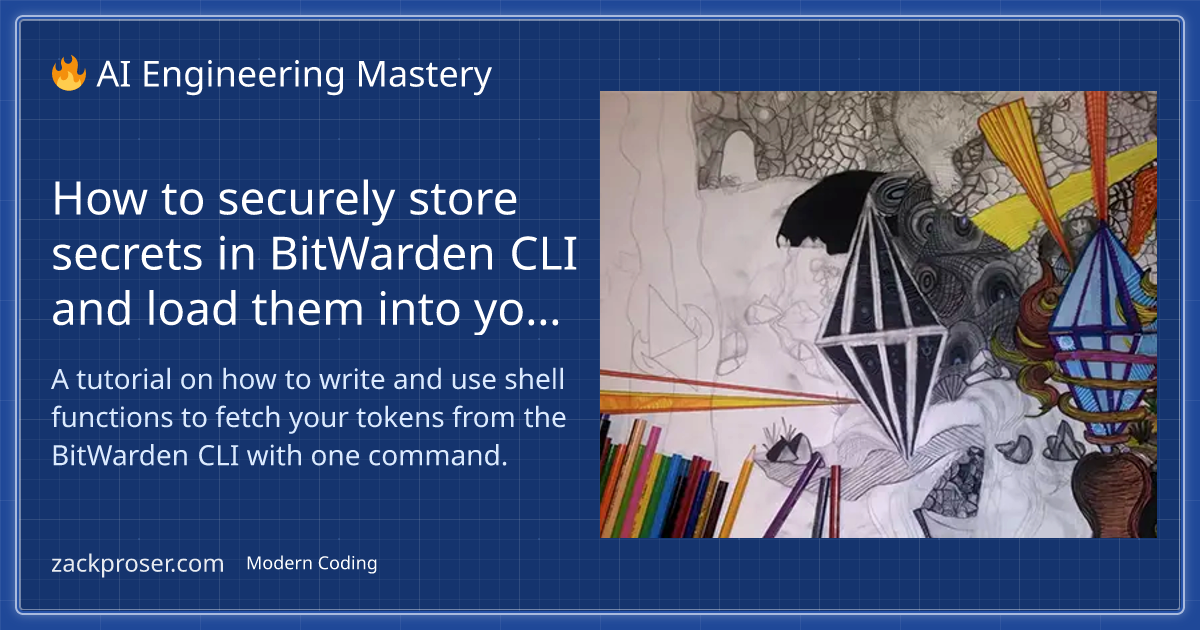 🔥 AI Engineering Mastery
How to securely store
secrets in BitWarden CLI
and load them into yo...
A tutorial on how to write and use shell
functions to fetch your tokens from the
BitWarden CLI with one command.
zackproser.com Modern Coding